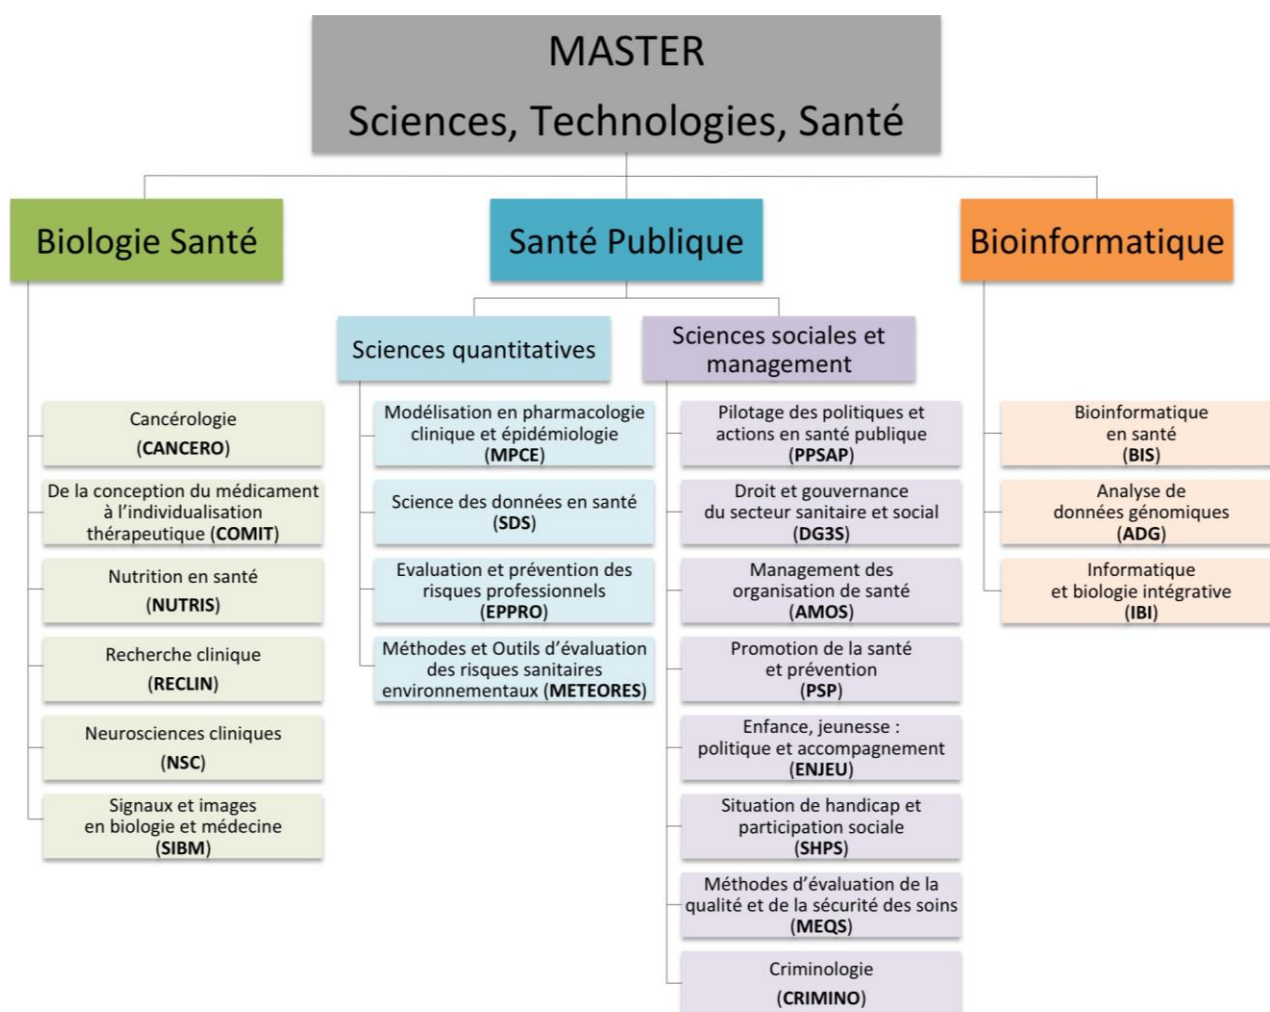 MASTER
Sciences, Technologies, Santé
Biologie Santé
Santé Publique
Bioinformatique
Sciences quantitatives
Sciences sociales et
management
Cancérologie
(CANCERO)
De la conception du médicament
à l’individualisation
thérapeutique (COMIT)
Nutrition en santé
(NUTRIS)
Recherche clinique
(RECLIN)
Neurosciences cliniques
(NSC)
Signaux et images
en biologie et médecine
(SIBM)
Modélisation en pharmacologie
clinique et épidémiologie
(MPCE)
Science des données en santé
(SDS)
Evaluation et prévention des
risques professionnels
(EPPRO)
Méthodes et Outils d’évaluation
des risques sanitaires
environnementaux (METEORES)
Pilotage des politiques et
actions en santé publique
(PPSAP)
Droit et gouvernance
du secteur sanitaire et social
(DG3S)
Management des
organisation de santé
(AMOS)
Promotion de la santé
et prévention
(PSP)
Enfance, jeunesse :
politique et accompagnement
(ENJEU)
Situation de handicap et
participation sociale
(SHPS)
Méthodes d’évaluation de la
qualité et de la sécurité des soins
(MEQS)
Criminologie
(CRIMINO)
Bioinformatique
en santé
(BIS)
Analyse de
données génomiques
(ADG)
Informatique
et biologie intégrative
(IBI)